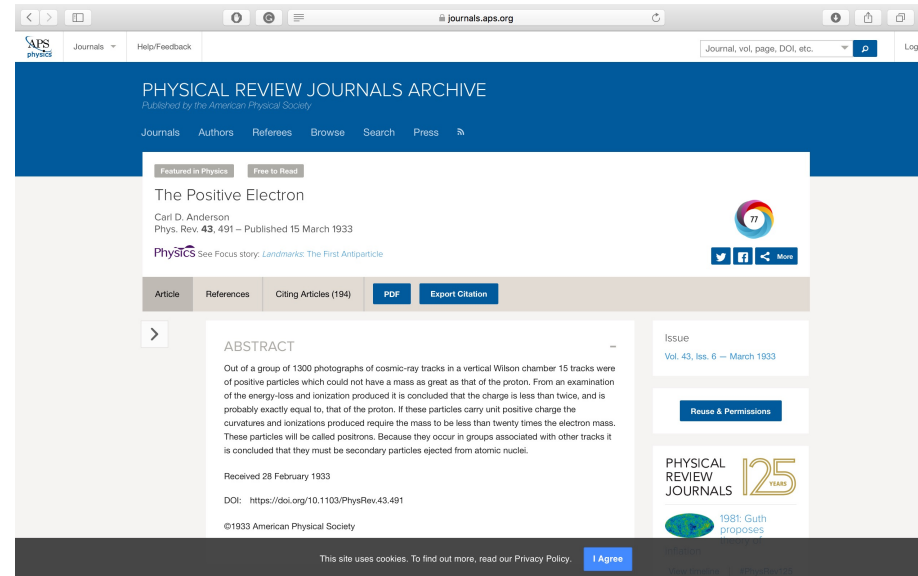 journals.aps.org
APS
physics
Journals
Help/Feedback
Journal, vol, page, DOI, etc.
Log
PHYSICAL REVIEW JOURNALS ARCHIVE
Published by the American Physical Society
Journals Authors Referees Browse Search Press
Featured in Physics Free to Read
The Positive Electron
Carl D. Anderson
Phys. Rev. 43, 491 – Published 15 March 1933
Physics See Focus story: Landmarks: The First Antiparticle
77
More
Article References Citing Articles (194) PDF Export Citation
ABSTRACT
Out of a group of 1300 photographs of cosmic-ray tracks in a vertical Wilson chamber 15 tracks were
of positive particles which could not have a mass as great as that of the proton. From an examination
of the energy-loss and ionization produced it is concluded that the charge is less than twice, and is
probably exactly equal to, that of the proton. If these particles carry unit positive charge the
curvatures and ionizations produced require the mass to be less than twenty times the electron mass.
These particles will be called positrons. Because they occur in groups associated with other tracks it
is concluded that they must be secondary particles ejected from atomic nuclei.
Received 28 February 1933
DOI: https://doi.org/10.1103/PhysRev.43.491
©1933 American Physical Society
Issue
Vol. 43, Iss. 6 — March 1933
Reuse & Permissions
PHYSICAL
REVIEW
JOURNALS
125
YEARS
1981: Guth
proposes
This site uses cookies. To find out more, read our Privacy Policy. I Agree